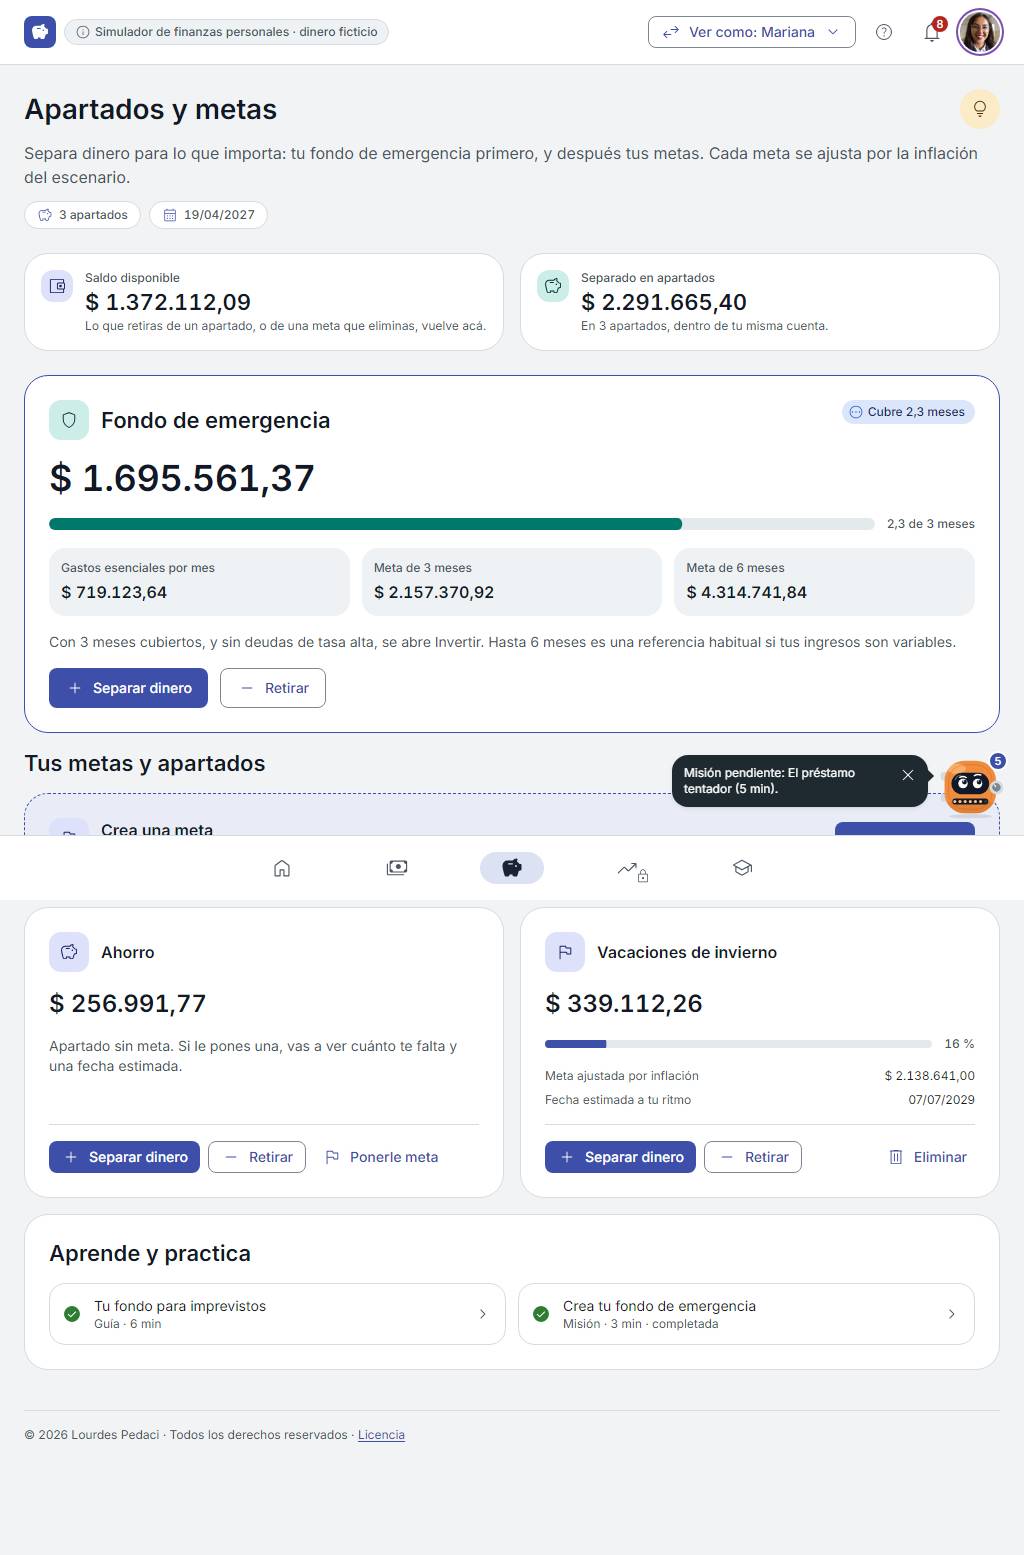 Simulador de finanzas personales · dinero ficticio
Ver como: Mariana
8
Apartados y metas
Separa dinero para lo que importa: tu fondo de emergencia primero, y después tus metas. Cada meta se ajusta por la inflación
del escenario.
3 apartados
19/04/2027
Saldo disponible
$ 1.372.112,09
Lo que retiras de un apartado, o de una meta que eliminas, vuelve acá.
Separado en apartados
$ 2.291.665,40
En 3 apartados, dentro de tu misma cuenta.
Fondo de emergencia
Cubre 2,3 meses
$ 1.695.561,37
2,3 de 3 meses
Gastos esenciales por mes
$ 719.123,64
Meta de 3 meses
$ 2.157.370,92
Meta de 6 meses
$ 4.314.741,84
Con 3 meses cubiertos, y sin deudas de tasa alta, se abre Invertir. Hasta 6 meses es una referencia habitual si tus ingresos son variables.
Separar dinero
Retirar
Tus metas y apartados
Misión pendiente: El préstamo
tentador (5 min).
5
Crea una meta
Ahorro
$ 256.991,77
Apartado sin meta. Si le pones una, vas a ver cuánto te falta y
una fecha estimada.
Separar dinero
Retirar
Ponerle meta
Vacaciones de invierno
$ 339.112,26
16 %
Meta ajustada por inflación
$ 2.138.641,00
Fecha estimada a tu ritmo
07/07/2029
Separar dinero
Retirar
Eliminar
Aprende y practica
Tu fondo para imprevistos
Guía · 6 min
Crea tu fondo de emergencia
Misión · 3 min · completada
© 2026 Lourdes Pedaci · Todos los derechos reservados · Licencia